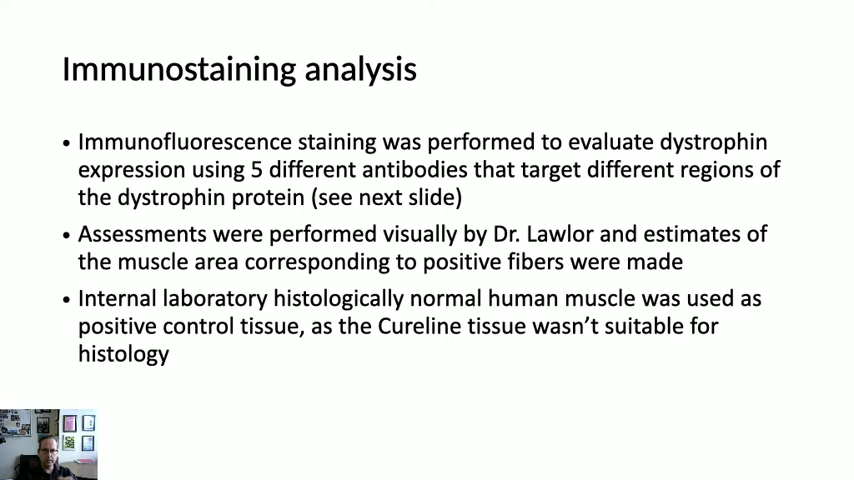 Immunostaining analysis
• Immunofluorescence staining was performed to evaluate dystrophin
expression using 5 different antibodies that target different regions of
the dystrophin protein (see next slide)
• Assessments were performed visually by Dr. Lawlor and estimates of
the muscle area corresponding to positive fibers were made
• Internal laboratory histologically normal human muscle was used as
positive control tissue, as the Cureline tissue wasn't suitable for
histology